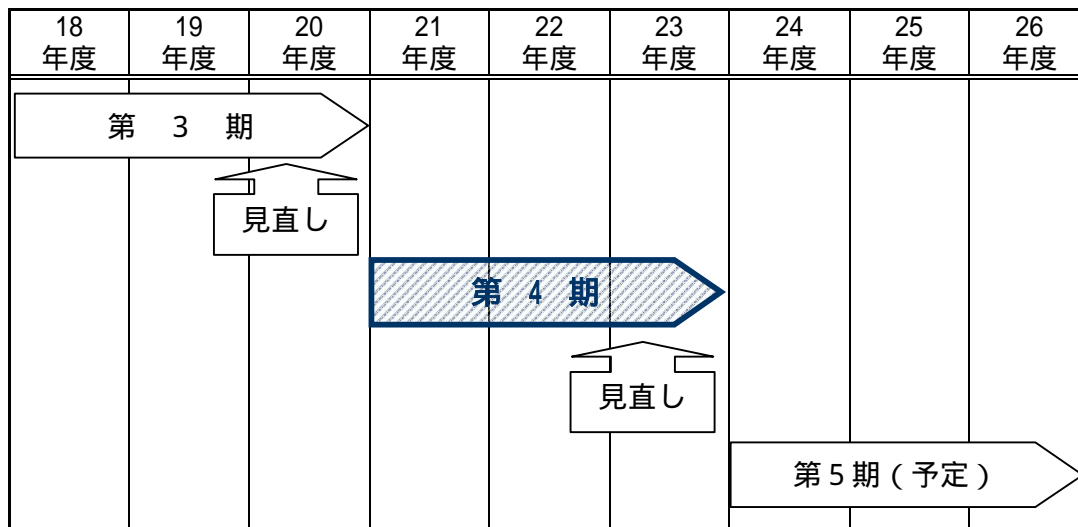 18 19 20 21 22 23 24 25 26
年度 年度 年度 年度 年度 年度 年度 年度 年度
第 3 期
見直し
第 4 期
見直し
第5期(予定)